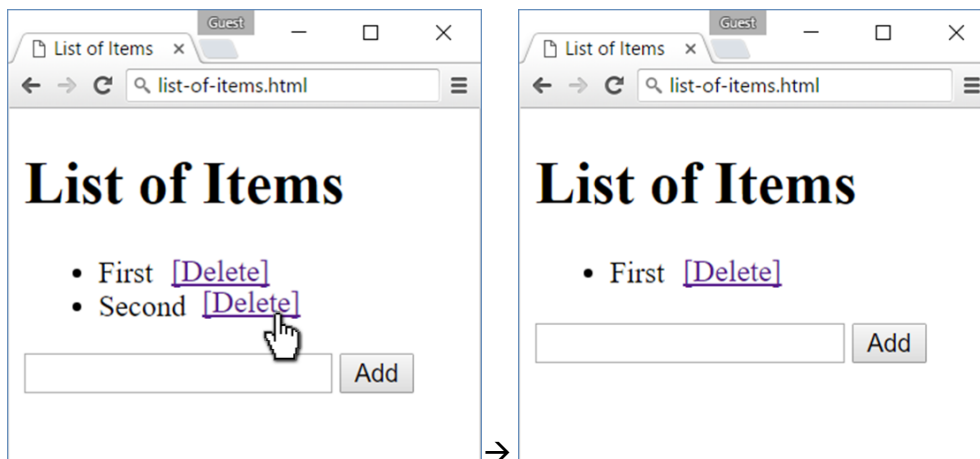 Guest
List of Items
list-of-items.html
List of Items
• First [Delete]
• Second [Delete]
Add
→
Guest
List of Items
list-of-items.html
List of Items
• First [Delete]
Add